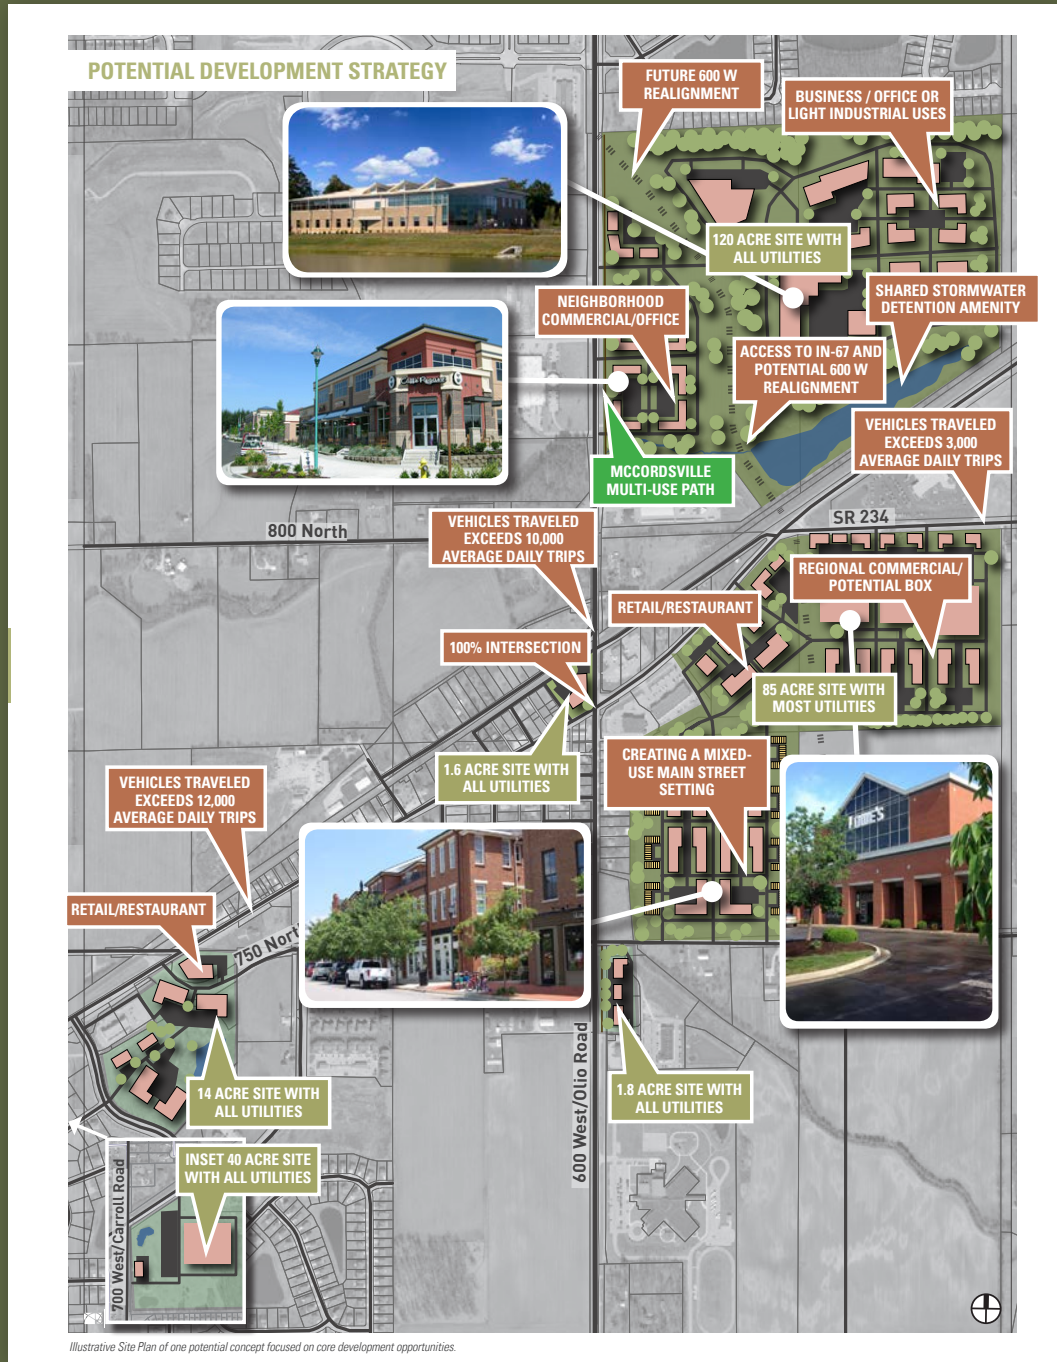 POTENTIAL DEVELOPMENT STRATEGY
FUTURE 600 W
REALIGNMENT
BUSINESS / OFFICE OR
LIGHT INDUSTRIAL USES
120 ACRE SITE WITH
ALL UTILITIES
NEIGHBORHOOD
COMMERCIAL/OFFICE
SHARED STORMWATER
DETENTION AMENITY
ACCESS TO IN-67 AND
POTENTIAL 600 W
REALIGNMENT
VEHICLES TRAVELED
EXCEEDS 3,000
AVERAGE DAILY TRIPS
MCCORDSVILLE
MULTI-USE PATH
SR 234
800 North
VEHICLES TRAVELED
EXCEEDS 10,000
AVERAGE DAILY TRIPS
REGIONAL COMMERCIAL/
POTENTIAL BOX
RETAIL/RESTAURANT
100% INTERSECTION
85 ACRE SITE WITH
MOST UTILITIES
1.6 ACRE SITE WITH
ALL UTILITIES
CREATING A MIXED-
USE MAIN STREET
SETTING
VEHICLES TRAVELED
EXCEEDS 12,000
AVERAGE DAILY TRIPS
RETAIL/RESTAURANT
750 Nort
600 West/Olio Road
14 ACRE SITE WITH
ALL UTILITIES
1.8 ACRE SITE WITH
ALL UTILITIES
INSET 40 ACRE SITE
WITH ALL UTILITIES
700 West/Carroll Road
Illustrative Site Plan of one potential concept focused on core development opportunities.